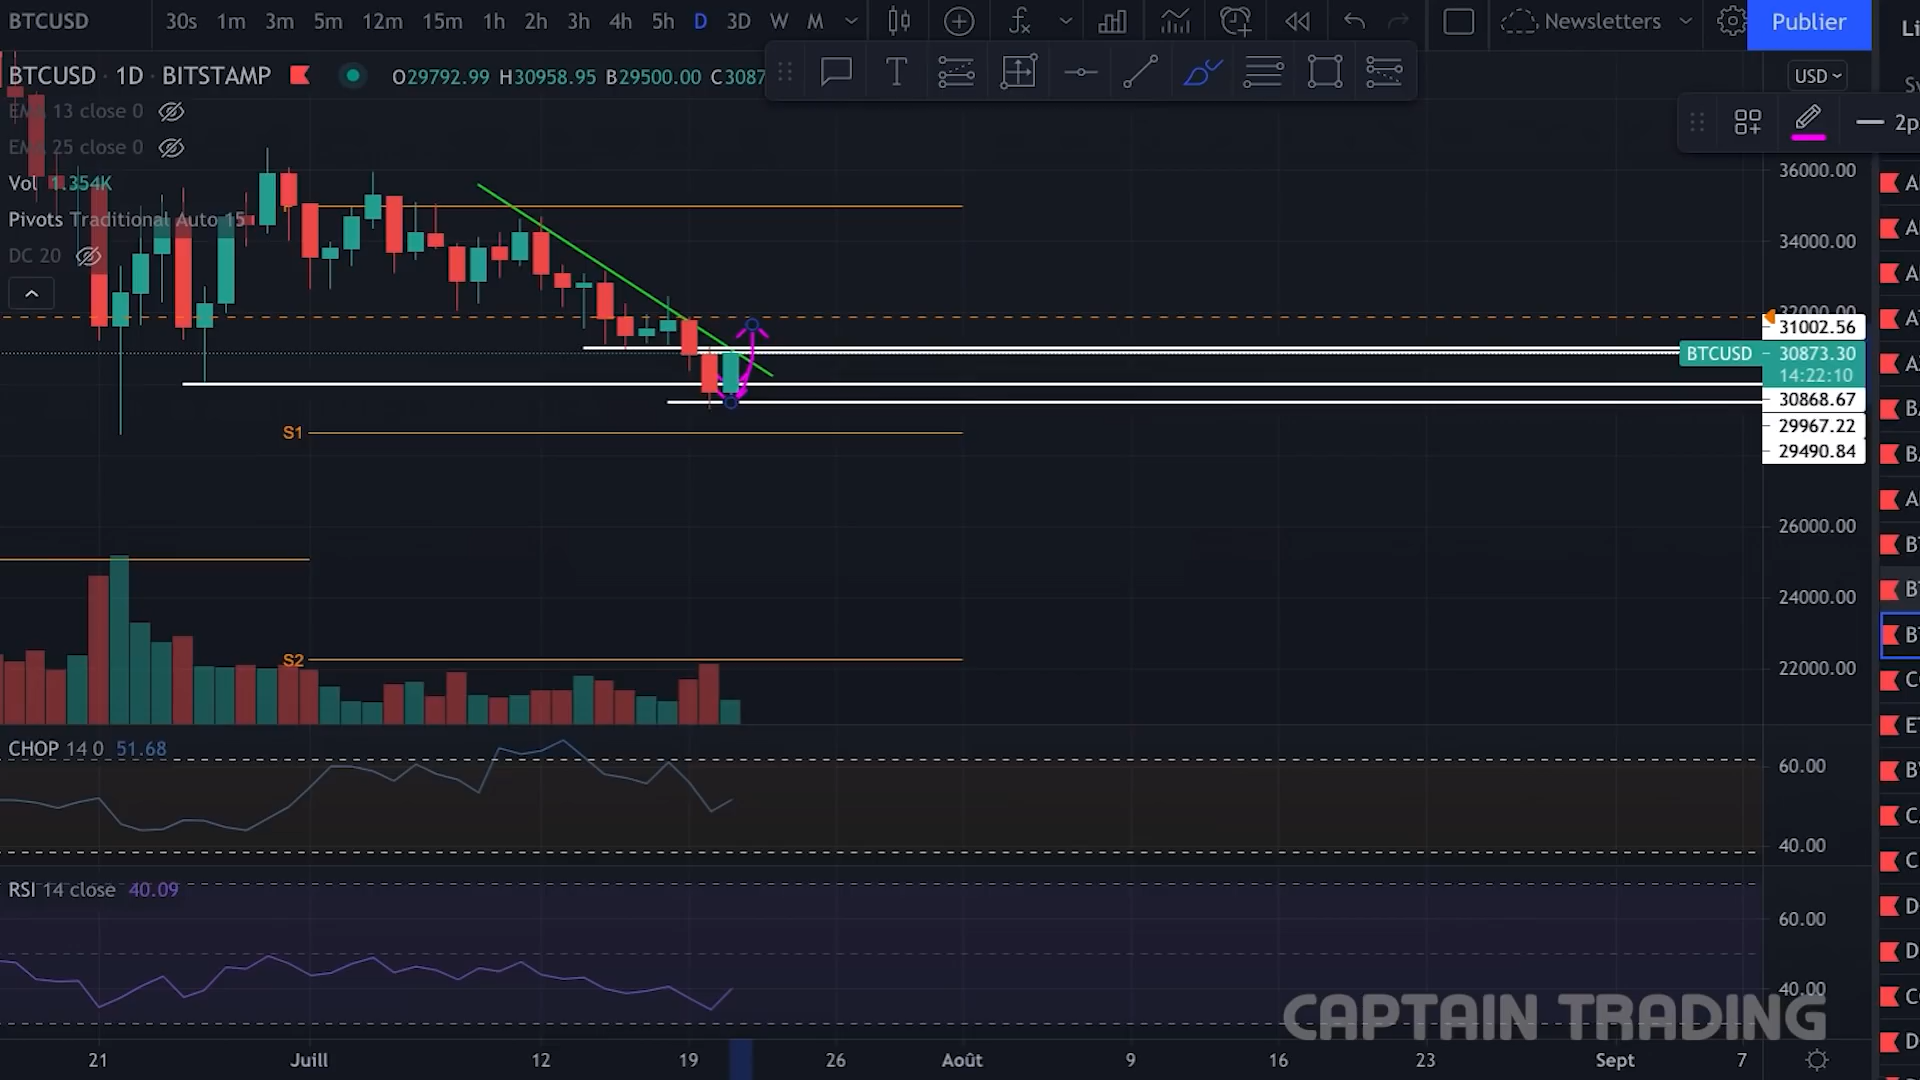 BTCUSD 30s 1m 3m 5m 12m 15m 1h 2h 3h 4h 5h D 3D W M Newsletters Publier
BTCUSD · 1D · BITSTAMP O29792.99 H30958.95 B29500.00 C3087 USD
13 close 0 2p
25 close 0
36000.00
Vol 1.354K
Pivots Traditional Auto 15
34000.00
DC 20
32000.00
31002.56
BTCUSD 30873.30
14:22:10
30868.67
29967.22
S1
29490.84
26000.00
24000.00
S2
22000.00
CHOP 14 0 51.68
60.00
40.00
RSI 14 close 40.09
60.00
40.00
CAPTAIN TRADING
21 Juill 12 19 26 Août 9 16 23 Sept 7